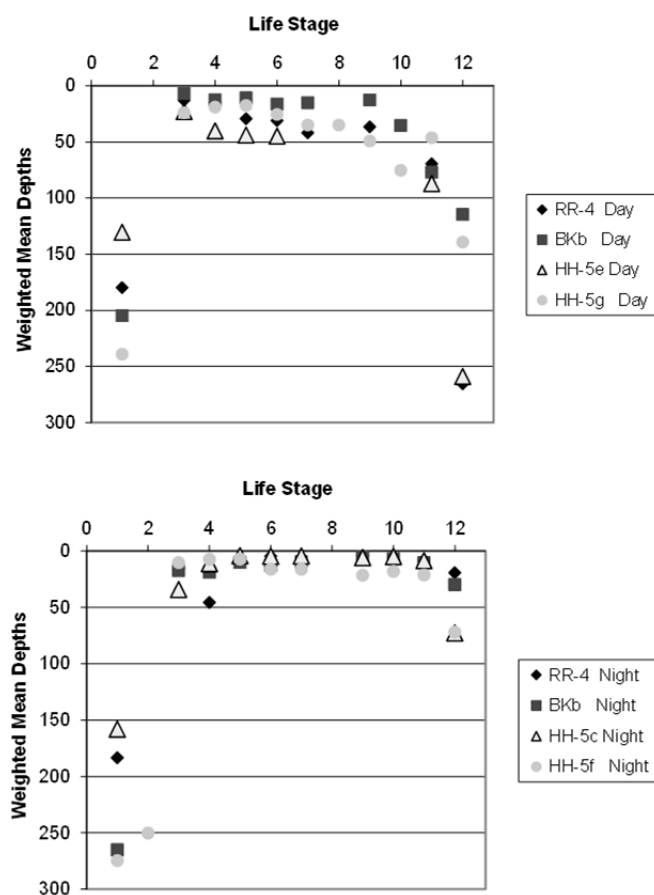 Life Stage
0 2 4 6 8 10 12
0
50
100
150
200
250
300
Weighted Mean Depths
RR-4 Day
BKb Day
HH-5e Day
HH-5g Day
Life Stage
0 2 4 6 8 10 12
0
50
100
150
200
250
300
Weighted Mean Depths
RR-4 Night
BKb Night
HH-5c Night
HH-5f Night